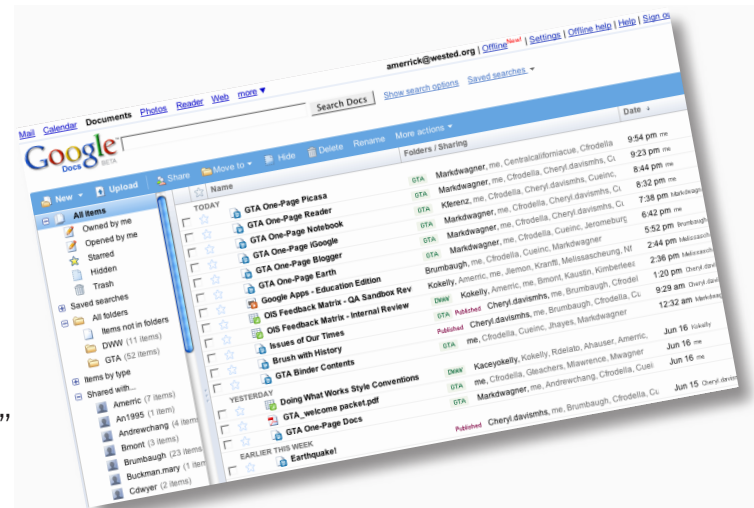 amerrick@wested.org | Offline New! | Settings | Offline help | Help | Sign ou
Mail Calendar Documents Photos Reader Web more ▼
Google Docs BETA
Search Docs Show search options Saved searches
New Upload Share Move to Hide Delete Rename More actions
Name Folders / Sharing Date
All items
Owned by me
Opened by me
Starred
Hidden
Trash
Saved searches
All folders
Items not in folders
DWW (11 items)
GTA (52 items)
Items by type
Shared with...
Americ (7 items)
An1995 (1 item)
Andrewchang (4 item
Bmont (3 items)
Brumbaugh (23 items
Buckman.mary (1 item
Cdwyer (2 items)
TODAY
GTA One-Page Picasa GTA Markdwagner, me, Centralcaliforniacue, Cfrodella 9:54 pm me
GTA One-Page Reader GTA Markdwagner, me, Cfrodella, Cheryl.davismhs, Cu 9:23 pm me
GTA One-Page Notebook GTA Kferenz, me, Cfrodella, Cheryl.davismhs, Cueinc, 8:44 pm me
GTA One-Page iGoogle GTA Markdwagner, me, Cfrodella, Cheryl.davismhs, Cu 8:32 pm me
GTA One-Page Blogger GTA Markdwagner, me, Cfrodella, Cheryl.davismhs, Cu 7:38 pm Markdwagn
GTA One-Page Earth GTA Markdwagner, me, Cfrodella, Cueinc, Jeromeburg 6:42 pm me
Google Apps - Education Edition Brumbaugh, me, Cfrodella, Cueinc, Markdwagner 5:52 pm Brumbaugh
OIS Feedback Matrix - QA Sandbox Rev Kokelly, Americ, me, Jlemon, Kranftl, Melissascheung, Nf 2:44 pm Melissasch
OIS Feedback Matrix - Internal Review DWW Kokelly, Americ, me, Bmont, Kaustin, Kimberleea 2:36 pm Melissasch
Issues of Our Times GTA Published Cheryl.davismhs, me, Brumbaugh, Cfrodel 1:20 pm Cheryl.davi
Brush with History Published Cheryl.davismhs, me, Brumbaugh, Cfrodella, Cu 9:29 am Cheryl.davi
GTA Binder Contents GTA me, Cfrodella, Cueinc, Jhayes, Markdwagner 12:32 am Markdwag
YESTERDAY
Doing What Works Style Conventions DWW Kaceyokelly, Kokelly, Rdelato, Ahauser, Americ, Jun 16 Kokelly
GTA_welcome packet.pdf GTA me, Cfrodella, Gleachers, Mlawrence, Mwagner Jun 16 me
GTA One-Page Docs GTA Markdwagner, me, Andrewchang, Cfrodella, Cuei Jun 16 me
EARLIER THIS WEEK
Earthquake! Published Cheryl.davismhs, me, Brumbaugh, Cfrodella, Cu Jun 15 Cheryl.davis
”